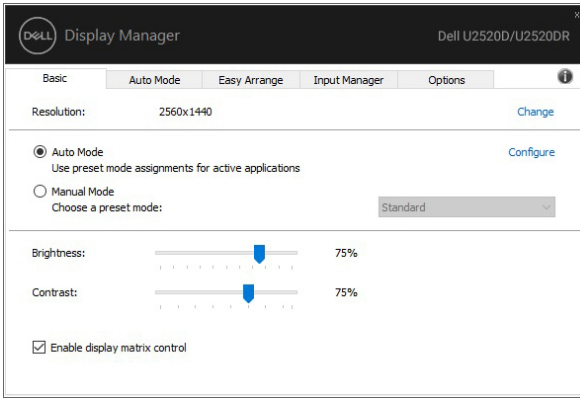 DELL Display Manager Dell U2520D/U2520DR
Basic Auto Mode Easy Arrange Input Manager Options
Resolution: 2560x1440 Change
Auto Mode Configure
Use preset mode assignments for active applications
Manual Mode
Choose a preset mode: Standard
Brightness: 75%
Contrast: 75%
Enable display matrix control